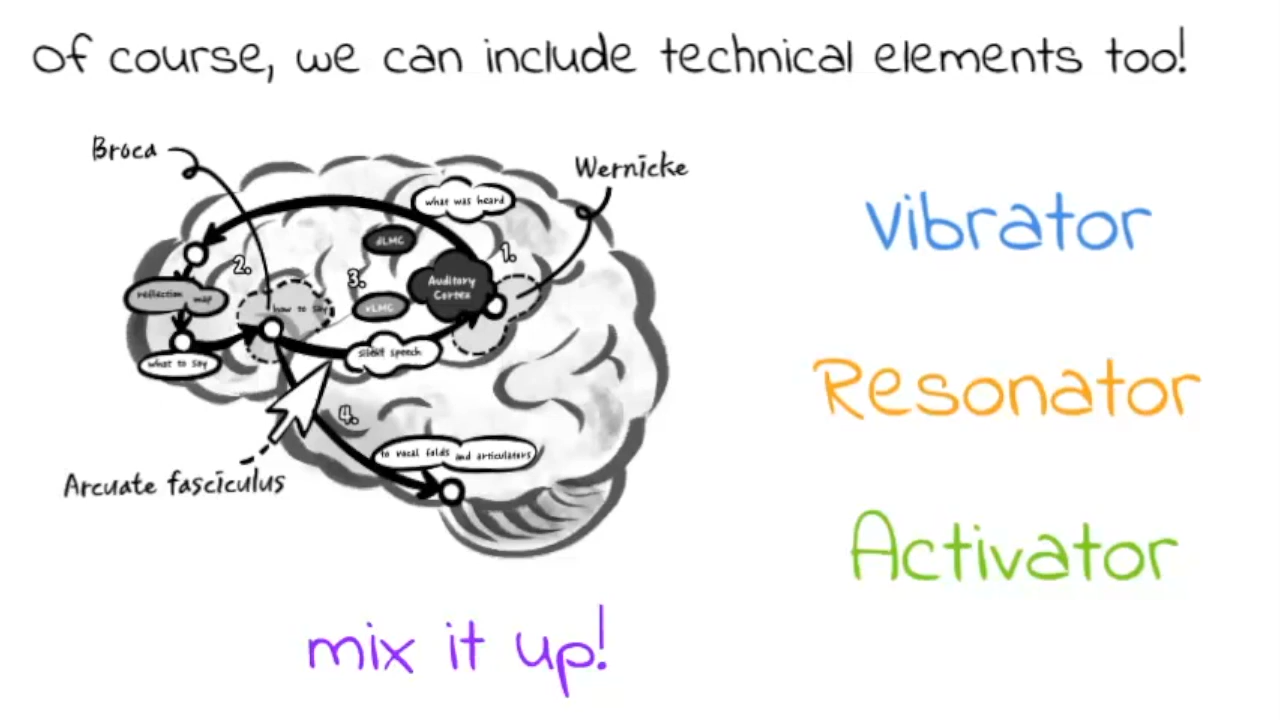 Of course, we can include technical elements too!
Broca
Wernicke
what was heard
dLMC
1.
2.
3.
Auditory
Cortex
reflection map
how to say
vLMC
what to say
silent speech
4.
to vocal folds and articulators
Arcuate fasciculus
Vibrator
Resonator
Activator
mix it up!